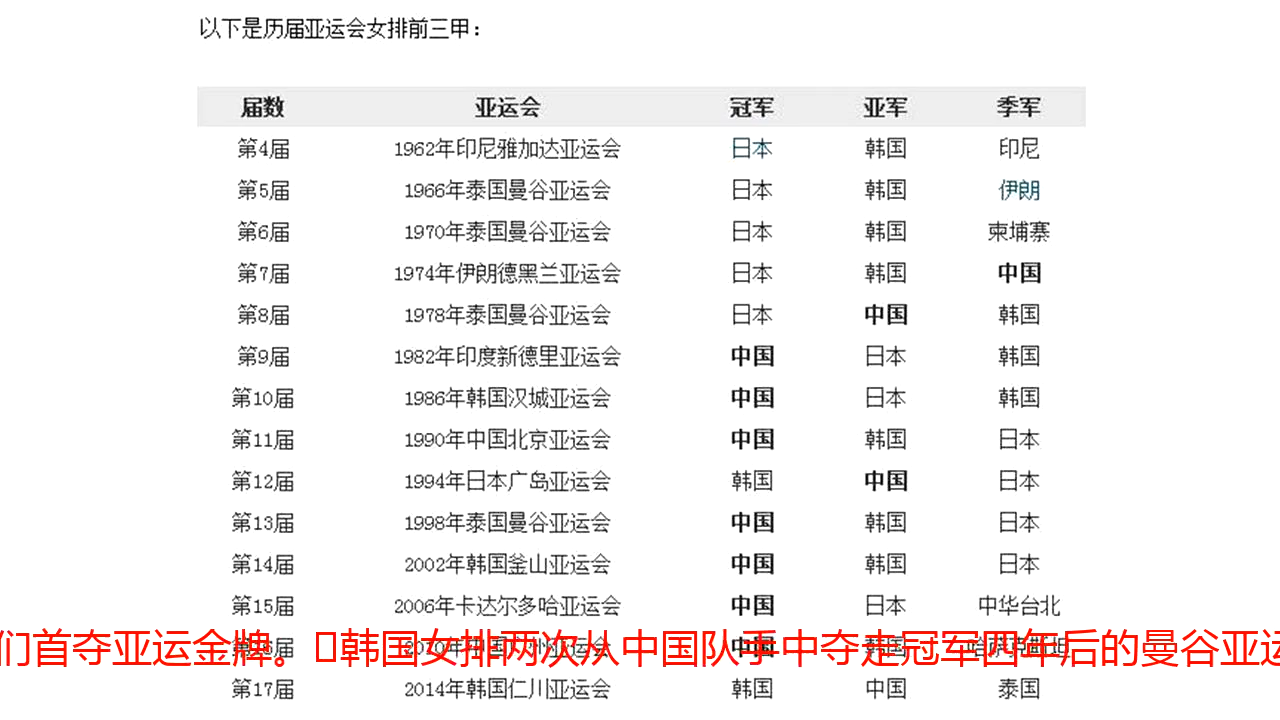 以下是历届亚运会女排前三甲：
届数 亚运会 冠军 亚军 季军
第4届 1962年印尼雅加达亚运会 日本 韩国 印尼
第5届 1966年泰国曼谷亚运会 日本 韩国 伊朗
第6届 1970年泰国曼谷亚运会 日本 韩国 柬埔寨
第7届 1974年伊朗德黑兰亚运会 日本 韩国 中国
第8届 1978年泰国曼谷亚运会 日本 中国 韩国
第9届 1982年印度新德里亚运会 中国 日本 韩国
第10届 1986年韩国汉城亚运会 中国 日本 韩国
第11届 1990年中国北京亚运会 中国 韩国 日本
第12届 1994年日本广岛亚运会 韩国 中国 日本
第13届 1998年泰国曼谷亚运会 中国 韩国 日本
第14届 2002年韩国釜山亚运会 中国 韩国 日本
第15届 2006年卡达尔多哈亚运会 中国 日本 中华台北
们首夺亚运金牌。韩国女排两次从中国队手中夺走冠军四年后的曼谷亚运
第17届 2014年韩国仁川亚运会 韩国 中国 泰国